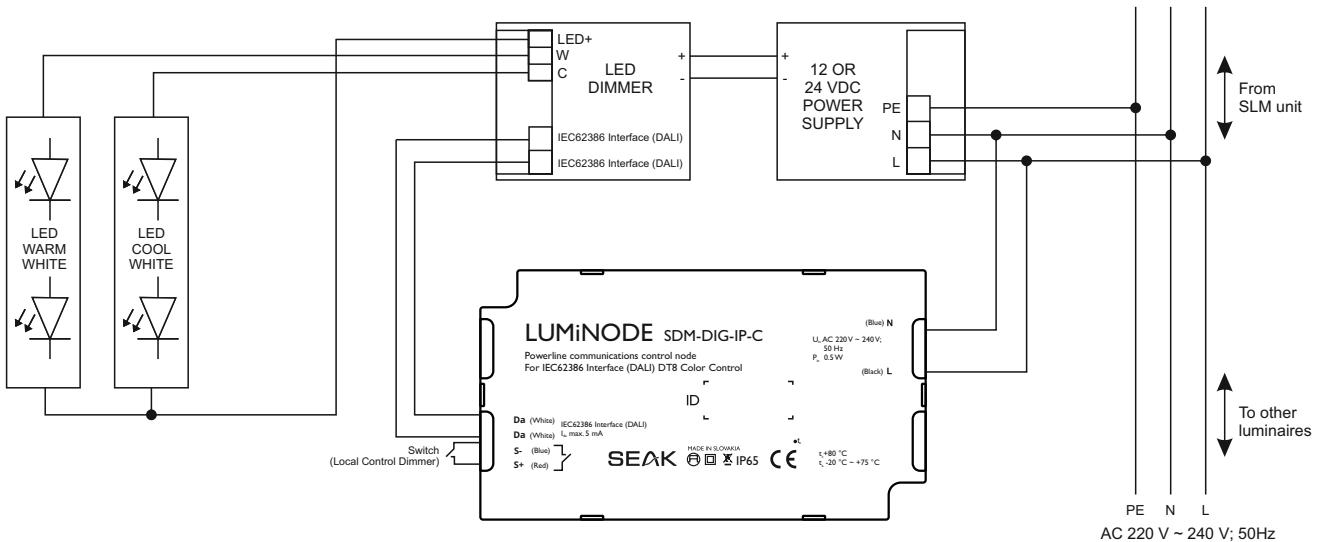 LED+
W
C
LED
DIMMER
+
-
IEC62386 Interface (DALI)
IEC62386 Interface (DALI)
+
-
12 OR
24 VDC
POWER
SUPPLY
PE
N
L
From
SLM unit
LED
WARM
WHITE
LED
COOL
WHITE
LUMiNODE SDM-DIG-IP-C
Powerline communications control node
For IEC62386 Interface (DALI) DT8 Color Control
(Blue) N
AC 220V ~ 240V;
50 Hz
0.5W
(Black) L
ID
Da (White) IEC62386 Interface (DALI)
Da (White) max. 5 mA
S- (Blue)
S+ (Red)
Switch
(Local Control Dimmer)
SEAK
MADE IN SLOVAKIA
IP65
CE
+80 °C
-20 °C ~ +75 °C
To other
luminaires
PE N L
AC 220 V ~ 240 V; 50Hz